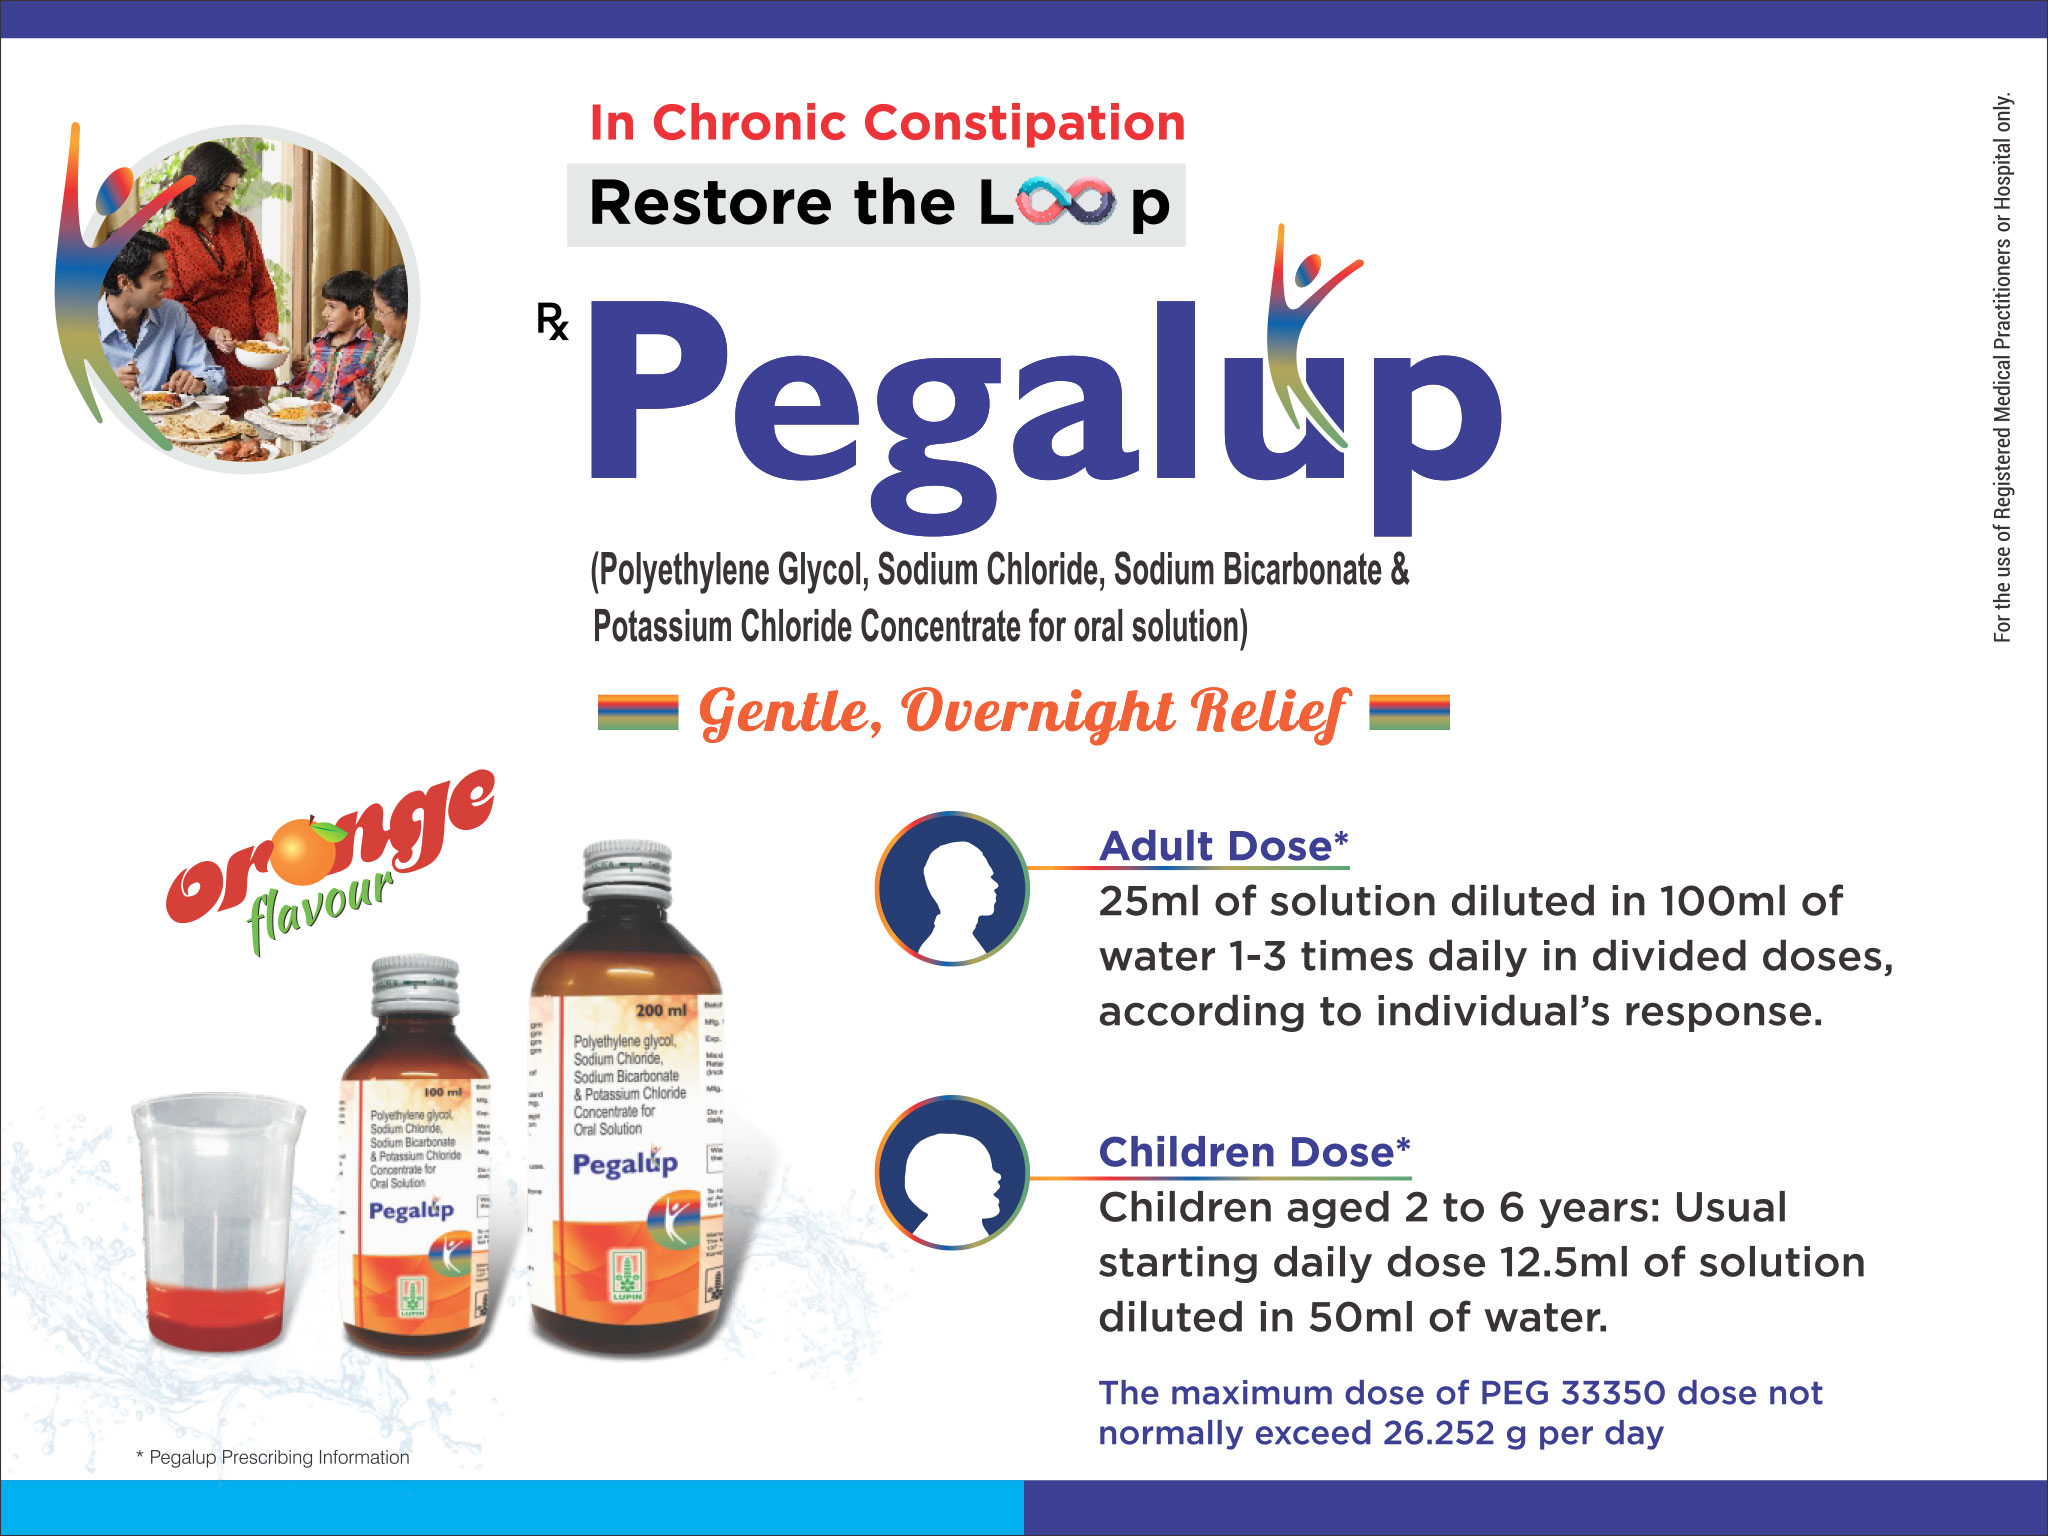 In Chronic Constipation
Restore the Loop
Rx
Pegalup
(Polyethylene Glycol, Sodium Chloride, Sodium Bicarbonate &
Potassium Chloride Concentrate for oral solution)
Gentle, Overnight Relief
For the use of Registered Medical Practitioners or Hospital only.
orange
flavour
100 ml
Polyethylene glycol,
Sodium Chloride,
Sodium Bicarbonate
& Potassium Chloride
Concentrate for
Oral Solution
Pegalup
LUPIN
200 ml
Polyethylene glycol,
Sodium Chloride,
Sodium Bicarbonate
& Potassium Chloride
Concentrate for
Oral Solution
Pegalup
LUPIN
Adult Dose*
25ml of solution diluted in 100ml of
water 1-3 times daily in divided doses,
according to individual's response.
Children Dose*
Children aged 2 to 6 years: Usual
starting daily dose 12.5ml of solution
diluted in 50ml of water.
The maximum dose of PEG 33350 dose not
normally exceed 26.252 g per day
* Pegalup Prescribing Information